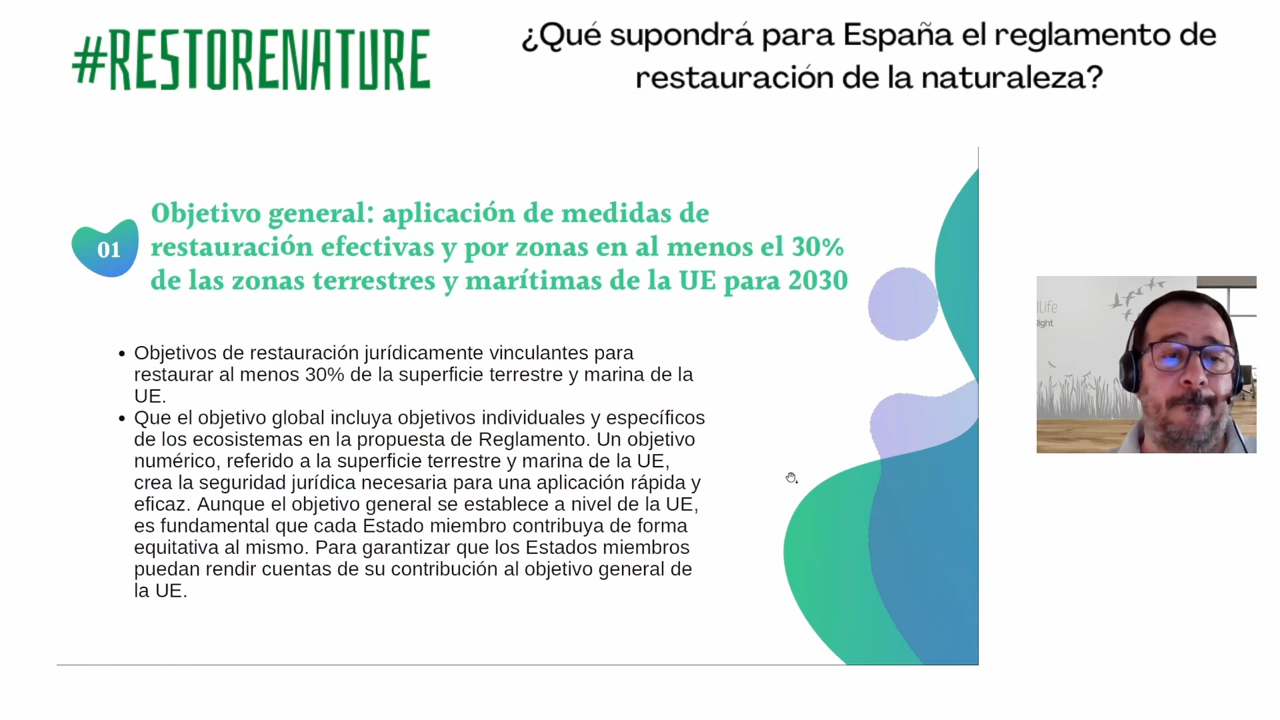 #RESTORENATURE
¿Qué supondrá para España el reglamento de
restauración de la naturaleza?
01
Objetivo general: aplicación de medidas de
restauración efectivas y por zonas en al menos el 30%
de las zonas terrestres y marítimas de la UE para 2030
• Objetivos de restauración jurídicamente vinculantes para
restaurar al menos 30% de la superficie terrestre y marina de la
UE.
• Que el objetivo global incluya objetivos individuales y específicos
de los ecosistemas en la propuesta de Reglamento. Un objetivo
numérico, referido a la superficie terrestre y marina de la UE,
crea la seguridad jurídica necesaria para una aplicación rápida y
eficaz. Aunque el objetivo general se establece a nivel de la UE,
es fundamental que cada Estado miembro contribuya de forma
equitativa al mismo. Para garantizar que los Estados miembros
puedan rendir cuentas de su contribución al objetivo general de
la UE.